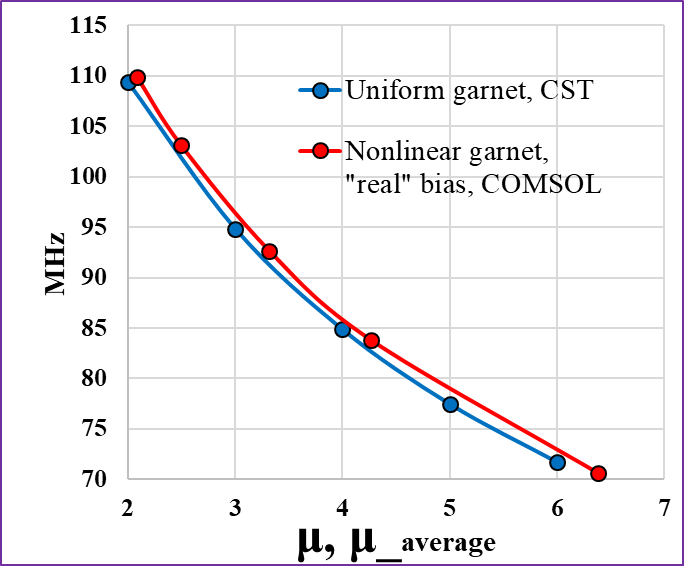 115
110
105
100
95
90
85
80
75
70
MHz
Uniform garnet, CST
Nonlinear garnet,
"real" bias, COMSOL
2 3 4 5 6 7
μ, μ_average